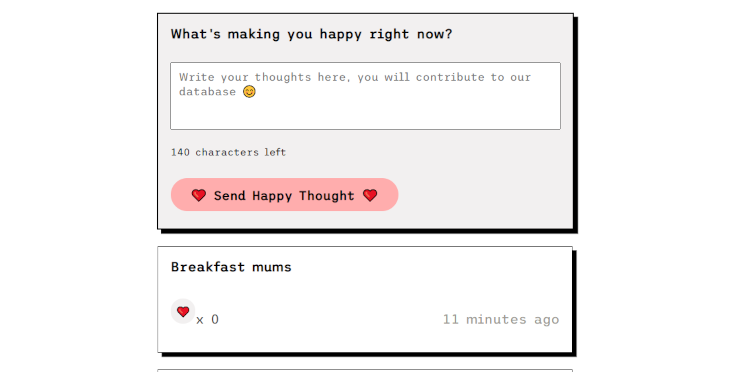 What's making you happy right now?
Write your thoughts here, you will contribute to our
database 😊
140 characters left
❤️ Send Happy Thought ❤️
Breakfast mums
❤️ x 0
11 minutes ago